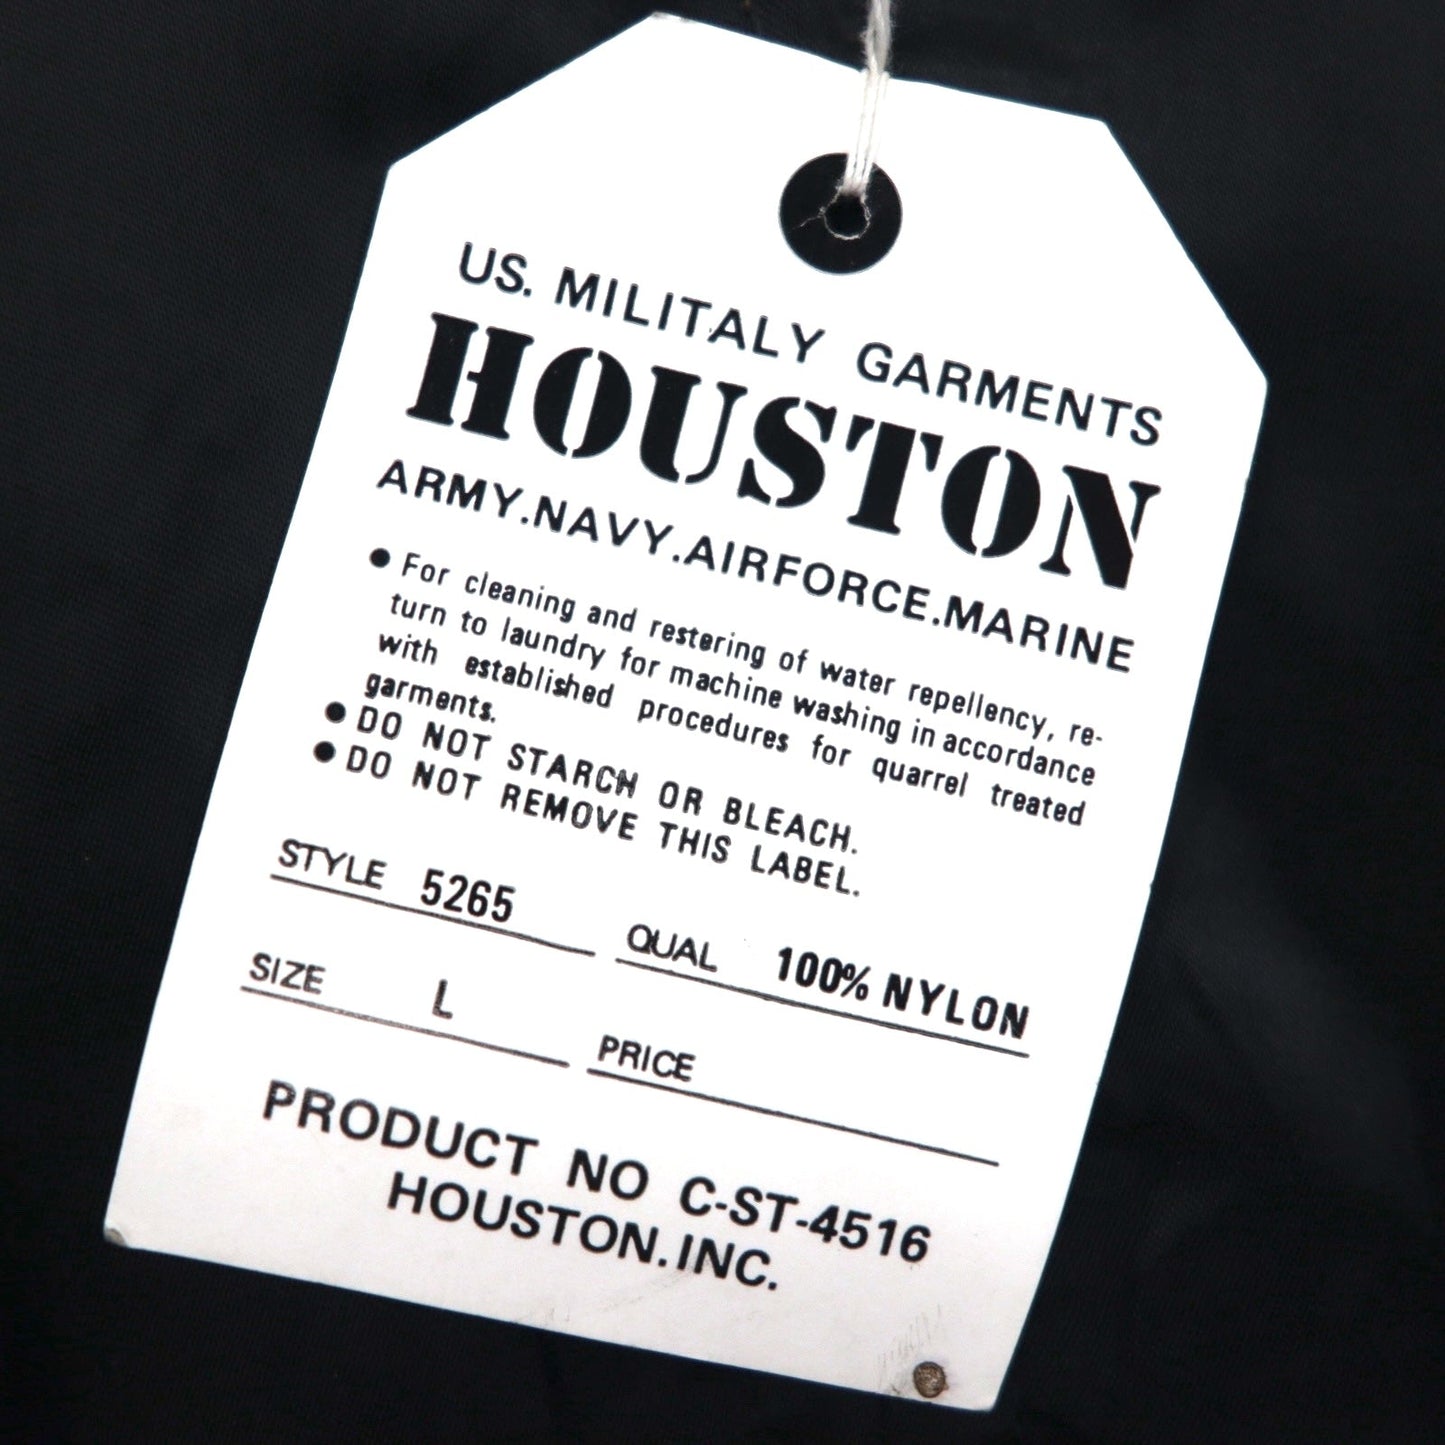 US. MILITALY GARMENTS
HOUSTON
ARMY.NAVY.AIRFORCE.MARINE
● For cleaning and restering of water repellency, re-
turn to laundry for machine washing in accordance
with established procedures for quarrel treated
garments.
● DO NOT STARCH OR BLEACH.
● DO NOT REMOVE THIS LABEL.
STYLE 5265
QUAL 100% NYLON
SIZE L
PRICE
PRODUCT NO C-ST-4516
HOUSTON.INC.